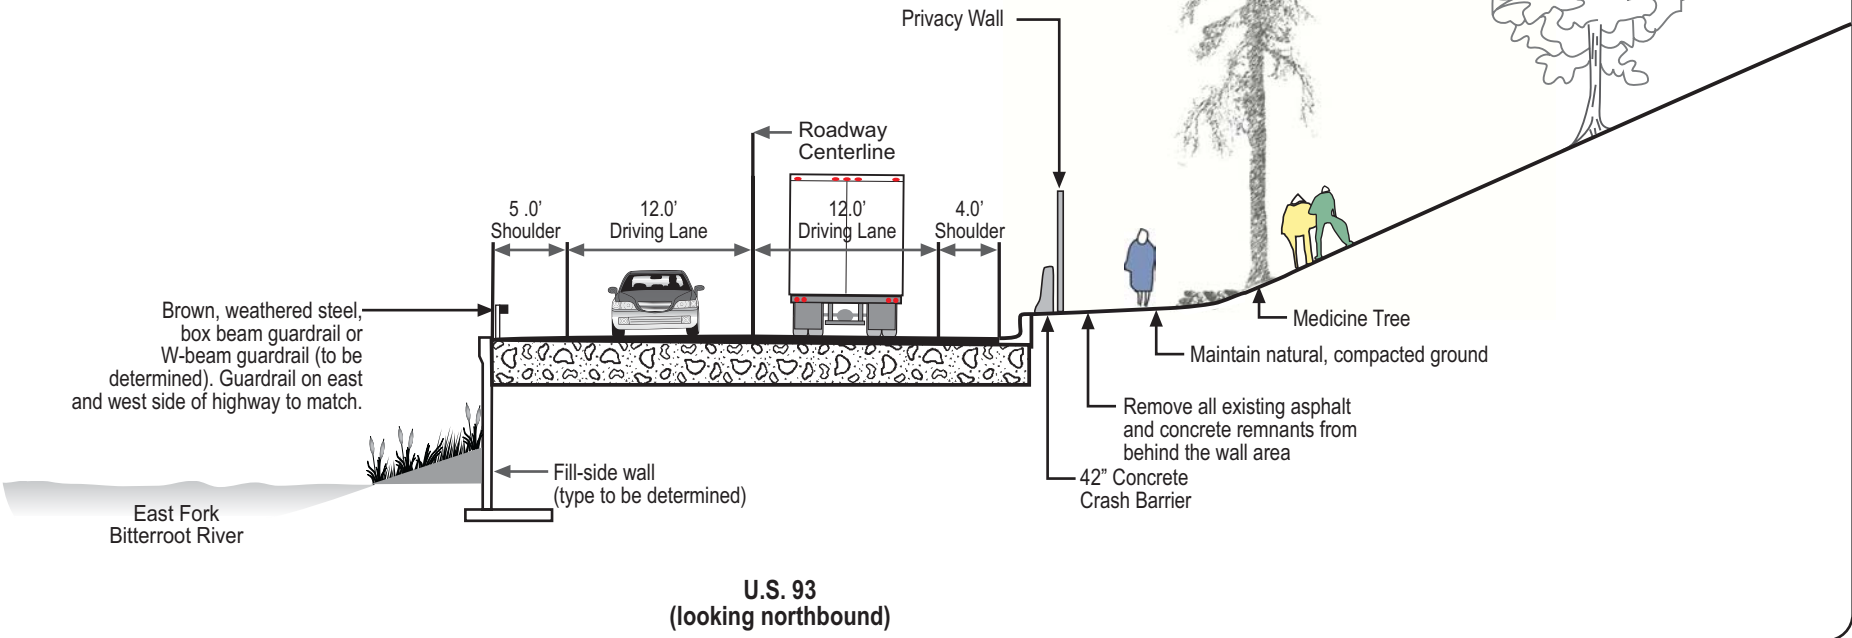 Privacy Wall
Roadway
Centerline
5 .0’
Shoulder
12.0’
Driving Lane
12.0’
Driving Lane
4.0’
Shoulder
Brown, weathered steel,
box beam guardrail or
W-beam guardrail (to be
determined). Guardrail on east
and west side of highway to match.
Medicine Tree
Maintain natural, compacted ground
Remove all existing asphalt
and concrete remnants from
behind the wall area
42” Concrete
Crash Barrier
Fill-side wall
(type to be determined)
East Fork
Bitterroot River
U.S. 93
(looking northbound)